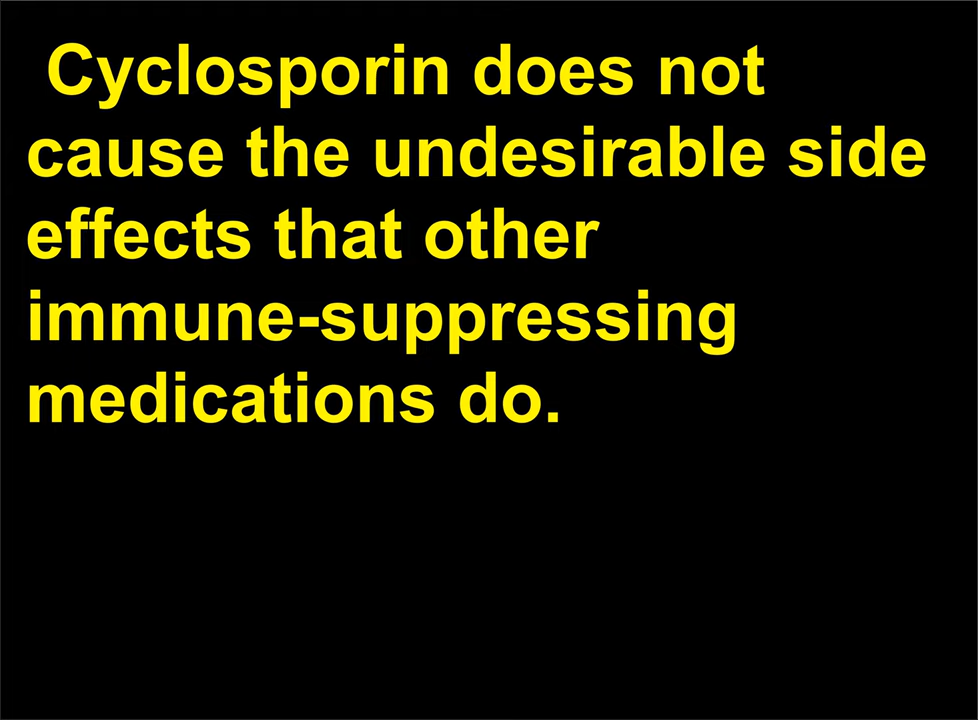 Cyclosporin does not
cause the undesirable side
effects that other
immune-suppressing
medications do.